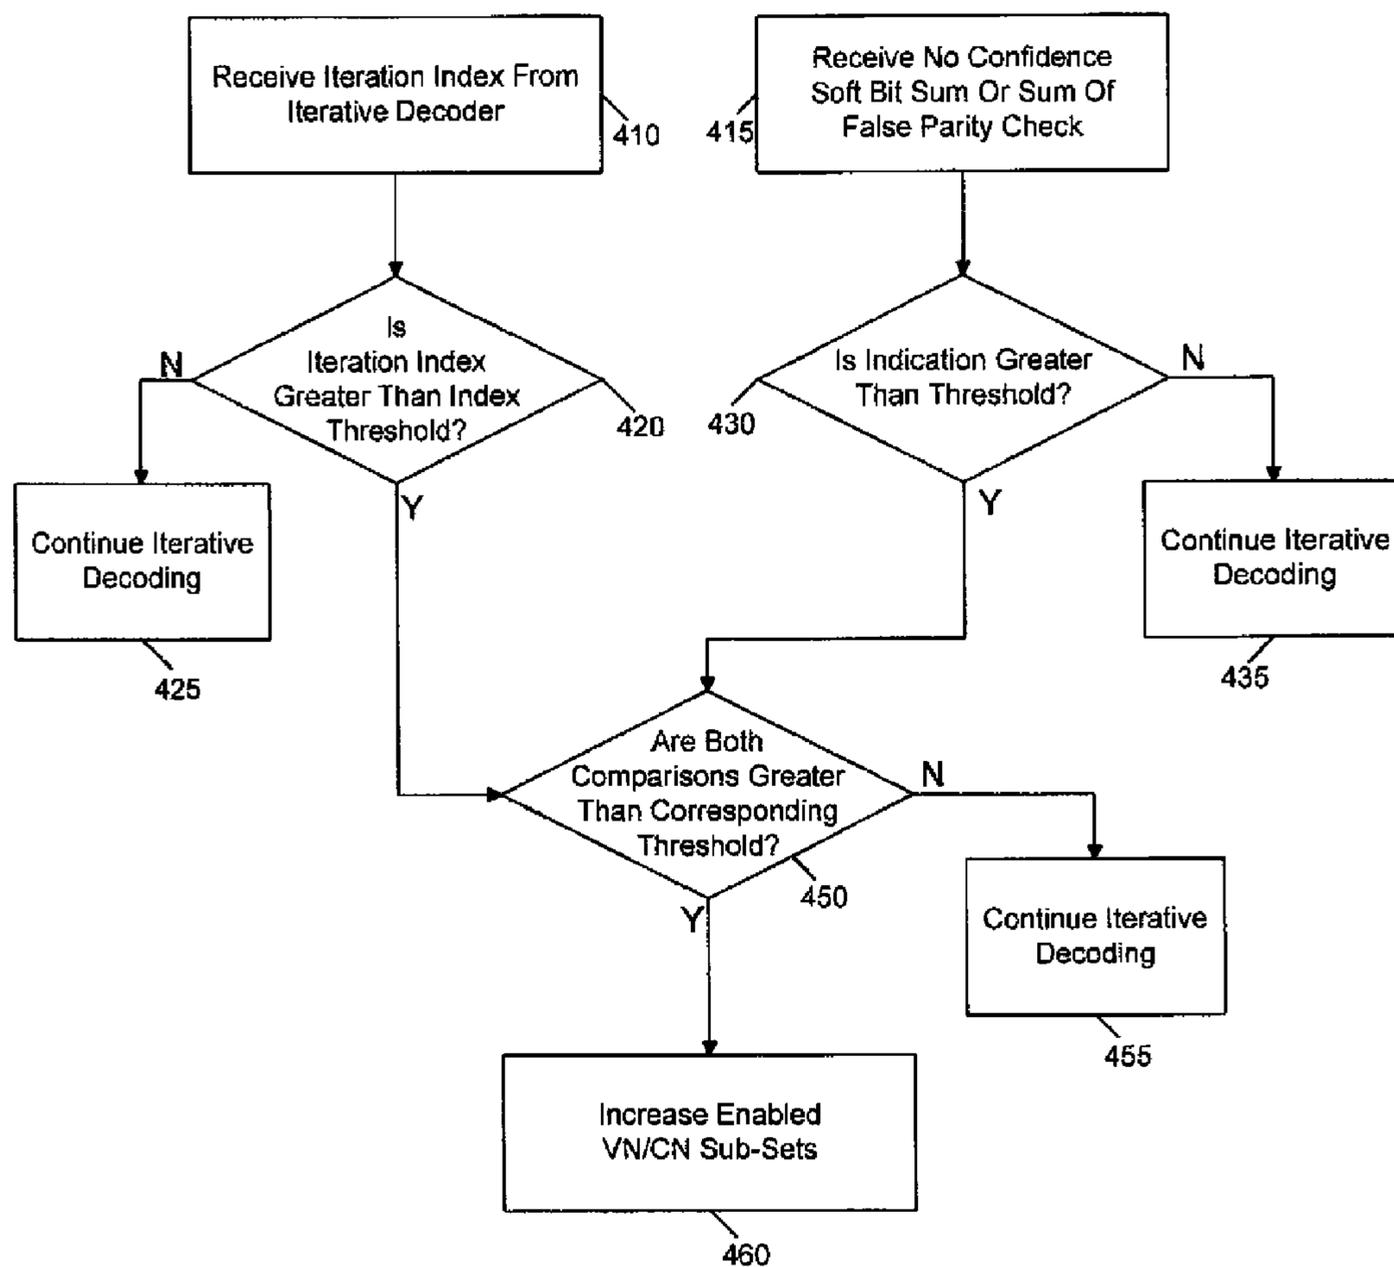 Receive Iteration Index From
Iterative Decoder
410
Receive No Confidence
Soft Bit Sum Or Sum Of
False Parity Check
415
Is
Iteration Index
Greater Than Index
Threshold?
N
420
Y
Is Indication Greater
Than Threshold?
430
N
Y
Continue Iterative
Decoding
425
Continue Iterative
Decoding
435
Are Both
Comparisons Greater
Than Corresponding
Threshold?
N
450
Y
Continue Iterative
Decoding
455
Increase Enabled
VN/CN Sub-Sets
460